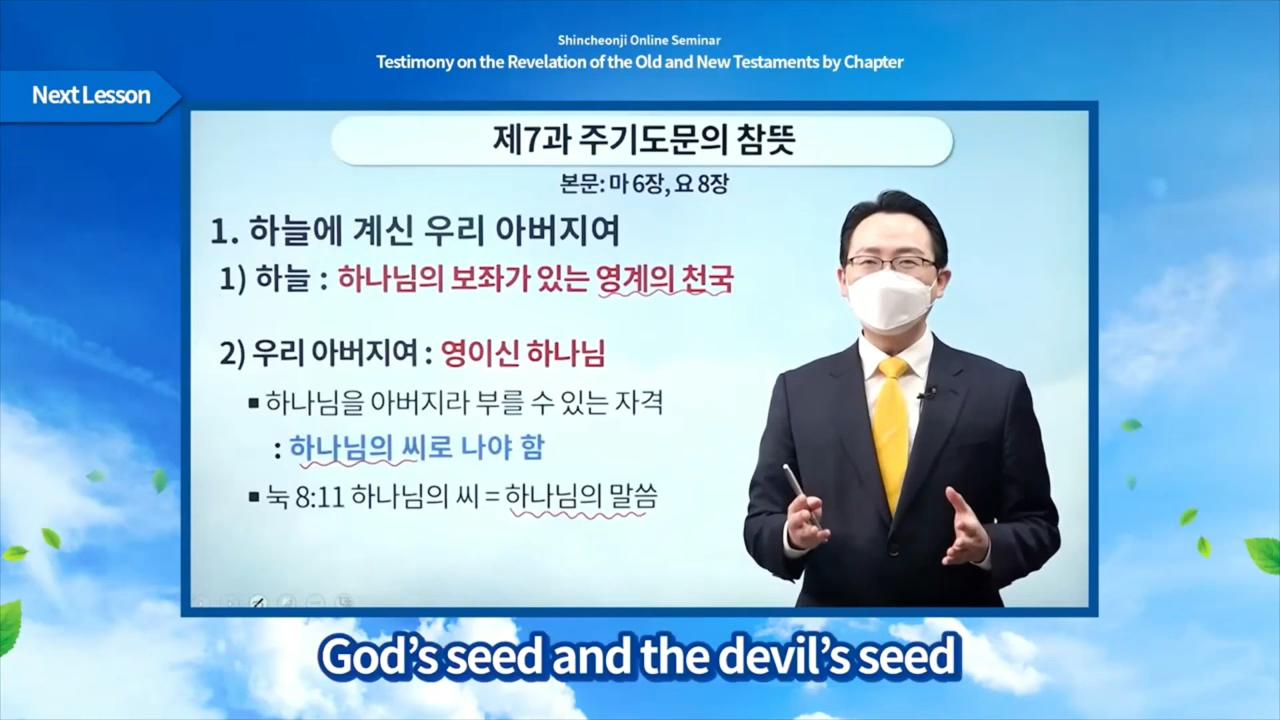 Shincheonji Online Seminar
Testimony on the Revelation of the Old and New Testaments by Chapter
Next Lesson
제7과 주기도문의 참뜻
본문: 마 6장, 요 8장
1. 하늘에 계신 우리 아버지여
1) 하늘 : 하나님의 보좌가 있는 영계의 천국
2) 우리 아버지여 : 영이신 하나님
▪ 하나님을 아버지라 부를 수 있는 자격
: 하나님의 씨로 나야 함
▪ 눅 8:11 하나님의 씨 = 하나님의 말씀
God's seed and the devil's seed